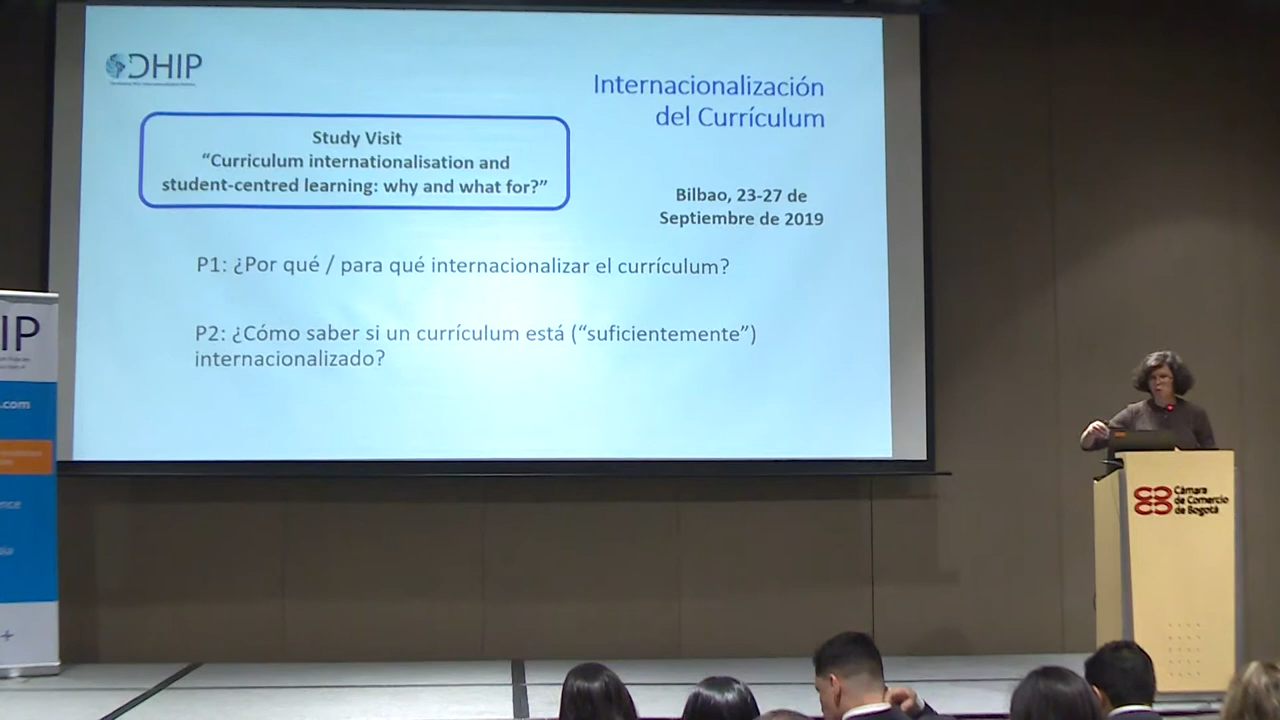 DHIP
Internacionalización
del Currículum
Study Visit
“Curriculum internationalisation and
student-centred learning: why and what for?”
Bilbao, 23-27 de
Septiembre de 2019
P1: ¿Por qué / para qué internacionalizar el currículum?
P2: ¿Cómo saber si un currículum está (“suficientemente”)
internacionalizado?
IP
.com
Cámara
de Comercio
de Bogotá